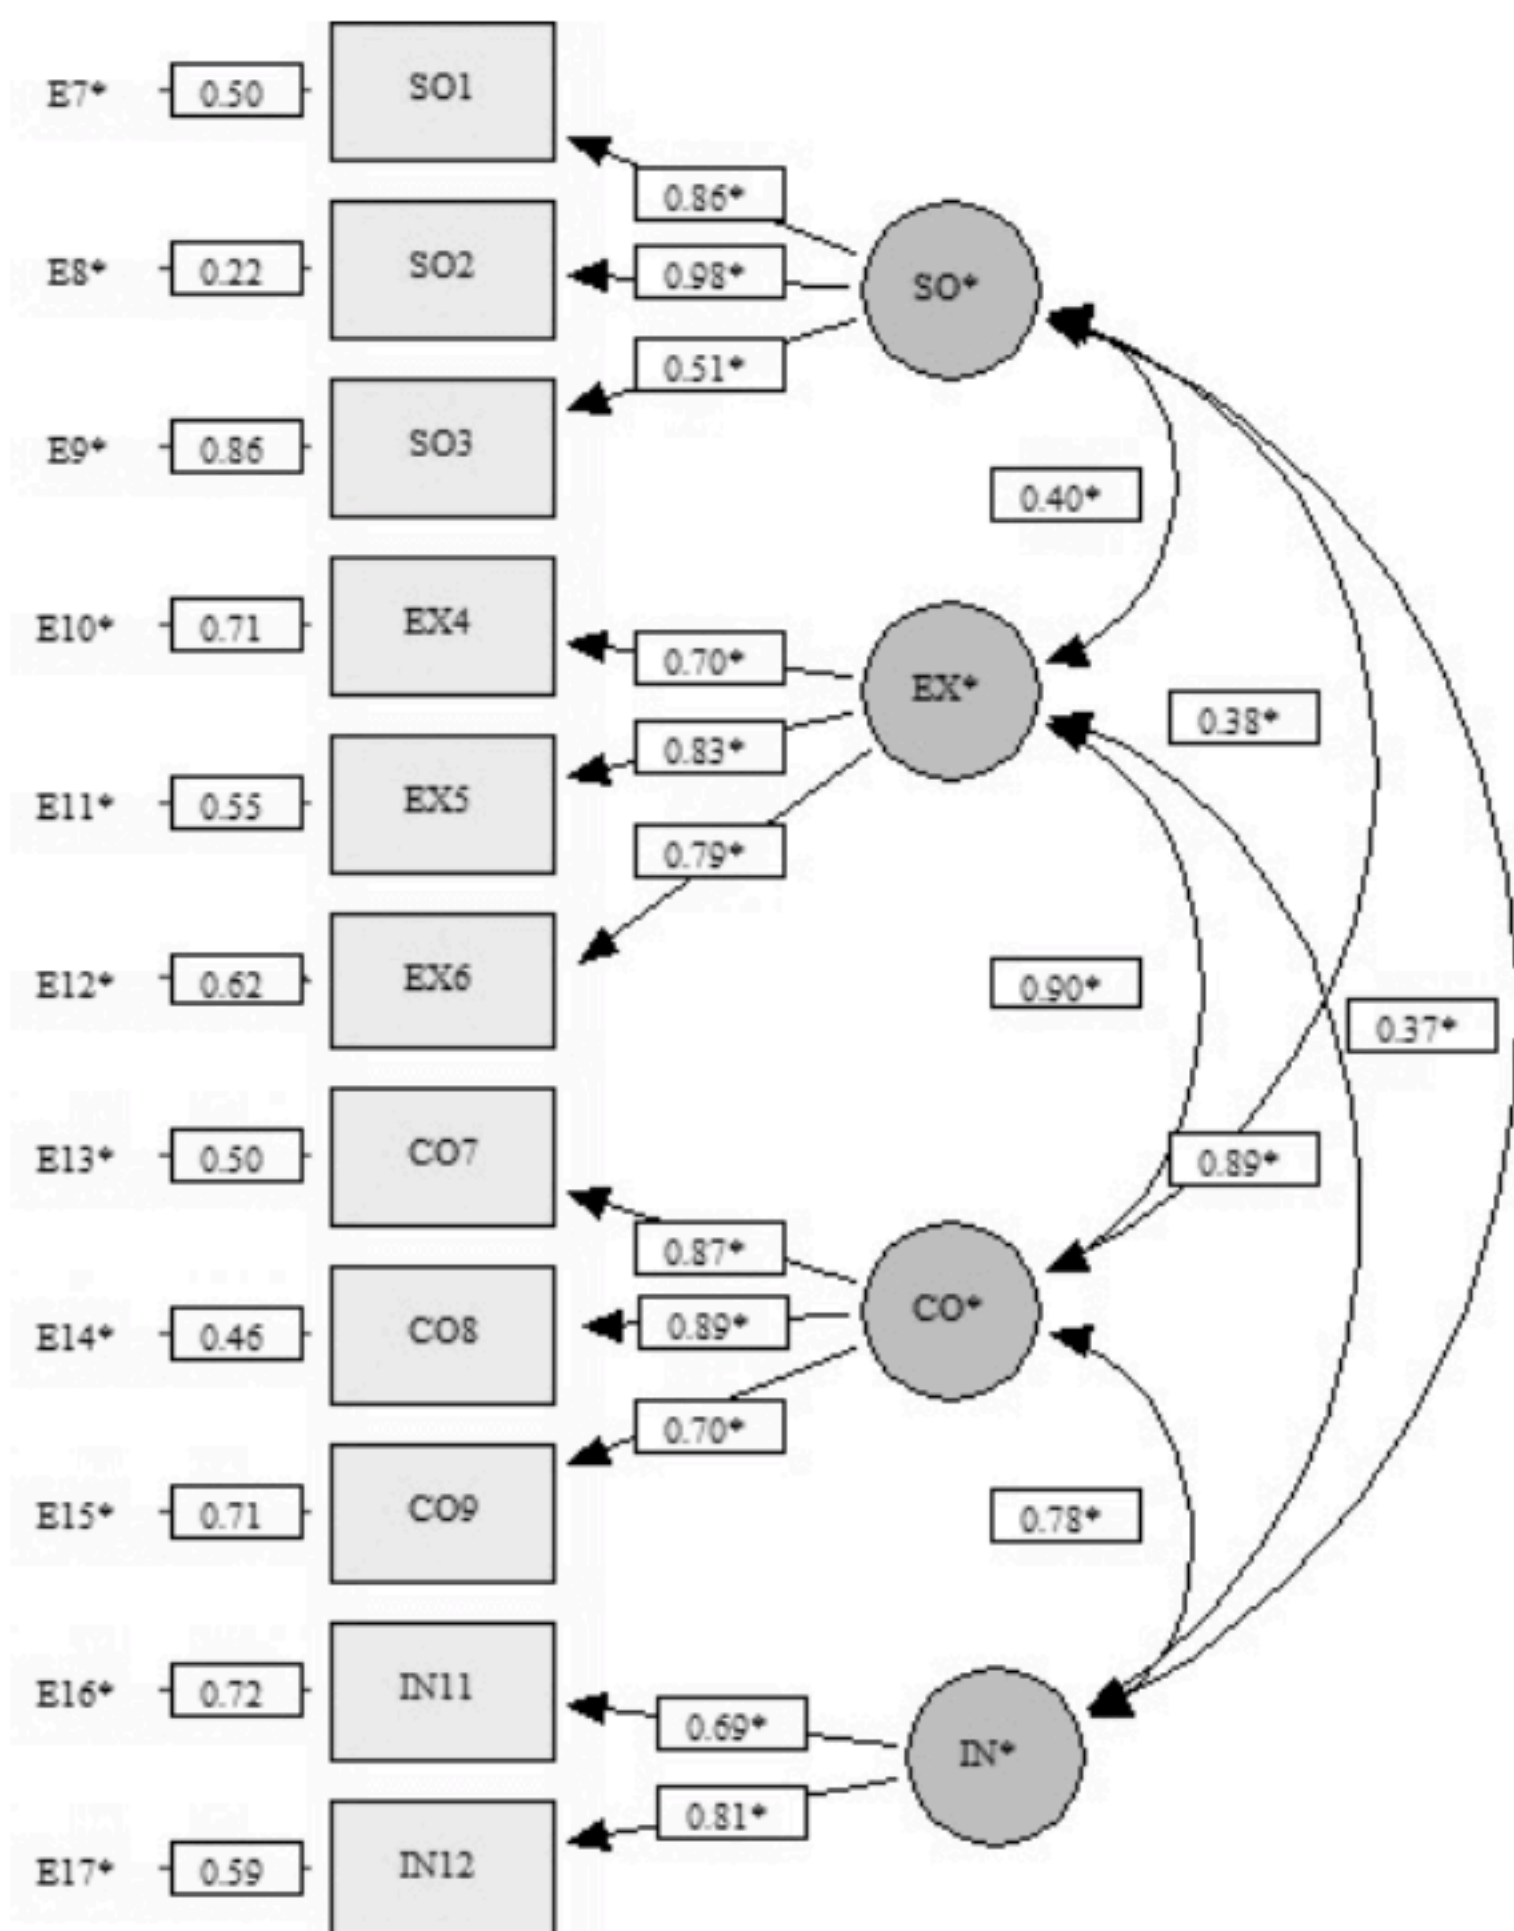 E7* 0.50 SO1
0.86*
E8* 0.22 SO2 0.98* SO*
0.51*
E9* 0.86 SO3
0.40*
E10* 0.71 EX4
0.70* EX* 0.38*
0.83*
E11* 0.55 EX5
0.79*
E12* 0.62 EX6 0.90*
0.37*
E13* 0.50 CO7 0.89*
0.87*
E14* 0.46 CO8 0.89* CO*
0.70*
E15* 0.71 CO9 0.78*
E16* 0.72 IN11
0.69* IN*
0.81*
E17* 0.59 IN12